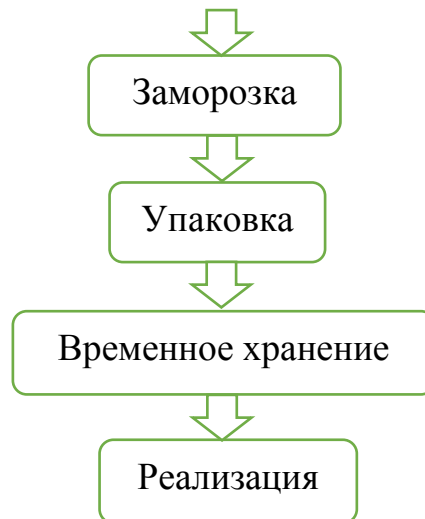 Заморозка
Упаковка
Временное хранение
Реализация